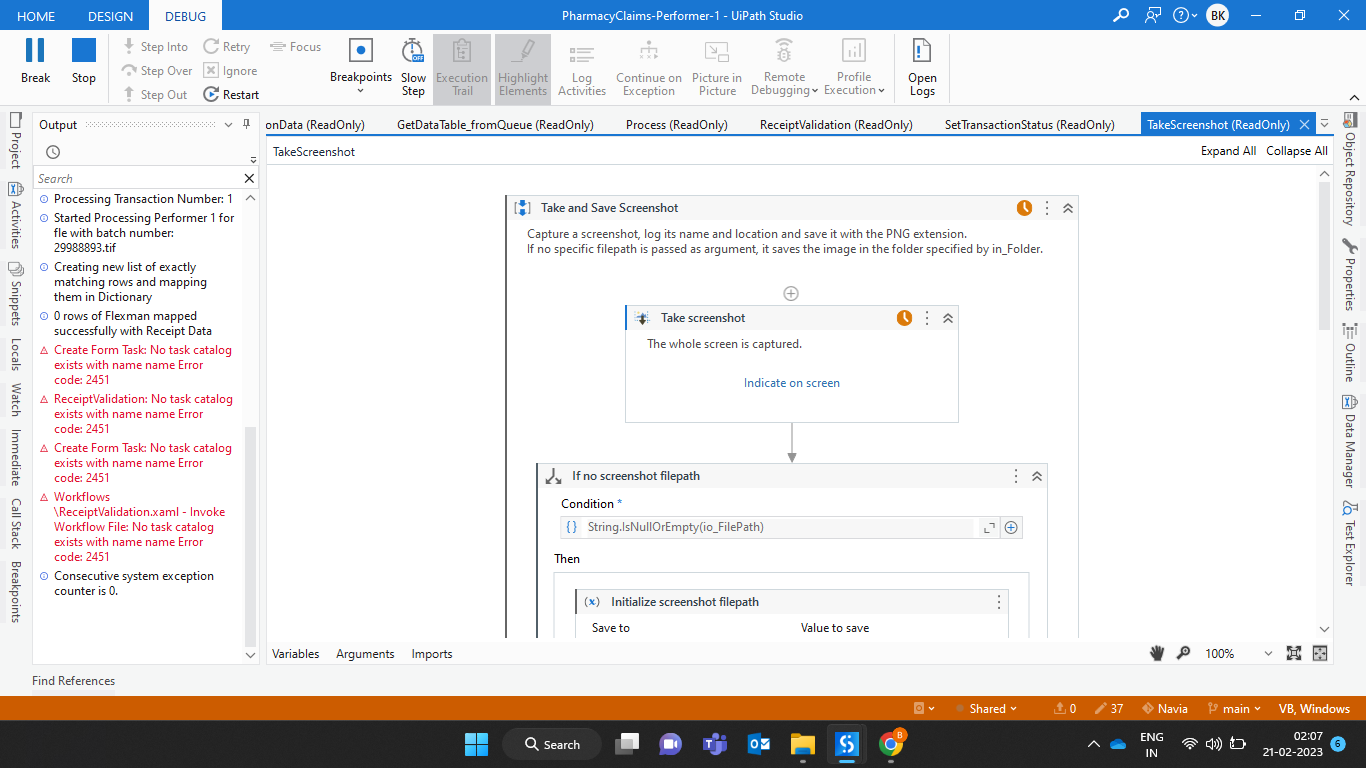 HOME
DESIGN
DEBUG
PharmacyClaims-Performer-1 - UiPath Studio
BK
Break
Stop
Step Into
Step Over
Step Out
Retry
Ignore
Restart
Focus
Breakpoints
Slow
Step
OFF
Execution
Trail
Highlight
Elements
Log
Activities
Continue on
Exception
Picture in
Picture
Remote
Debugging
Profile
Execution
Open
Logs
Project
Activities
Snippets
Locals
Watch
Immediate
Call Stack
Breakpoints
Output
Search
Processing Transaction Number: 1
Started Processing Performer 1 for
fle with batch number:
29988893.tif
Creating new list of exactly
matching rows and mapping
them in Dictionary
0 rows of Flexman mapped
successfully with Receipt Data
Create Form Task: No task catalog
exists with name name Error
code: 2451
ReceiptValidation: No task catalog
exists with name name Error
code: 2451
Create Form Task: No task catalog
exists with name name Error
code: 2451
Workflows
\ReceiptValidation.xaml - Invoke
Workflow File: No task catalog
exists with name name Error
code: 2451
Consecutive system exception
counter is 0.
onData (ReadOnly)
GetDataTable_fromQueue (ReadOnly)
Process (ReadOnly)
ReceiptValidation (ReadOnly)
SetTransactionStatus (ReadOnly)
TakeScreenshot (ReadOnly)
TakeScreenshot
Expand All
Collapse All
Take and Save Screenshot
Capture a screenshot, log its name and location and save it with the PNG extension.
If no specific filepath is passed as argument, it saves the image in the folder specified by in_Folder.
Take screenshot
The whole screen is captured.
Indicate on screen
If no screenshot filepath
Condition *
String.IsNullOrEmpty(io_FilePath)
Then
Initialize screenshot filepath
Save to
Value to save
Object Repository
Properties
Outline
Data Manager
Test Explorer
Variables
Arguments
Imports
100%
Find References
Shared
0
37
Navia
main
VB, Windows
Search
B
ENG
IN
02:07
21-02-2023
6